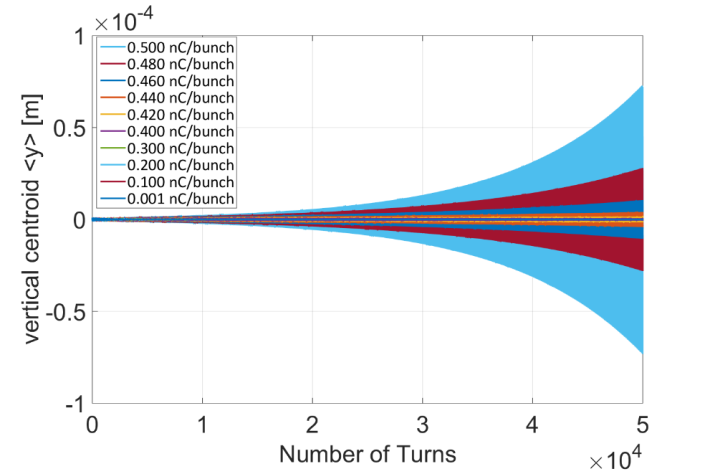 ×10⁻⁴
1
0.5
0
-0.5
-1
vertical centroid <y> [m]
0.500 nC/bunch
0.480 nC/bunch
0.460 nC/bunch
0.440 nC/bunch
0.420 nC/bunch
0.400 nC/bunch
0.300 nC/bunch
0.200 nC/bunch
0.100 nC/bunch
0.001 nC/bunch
0 1 2 3 4 5
Number of Turns
×10⁴